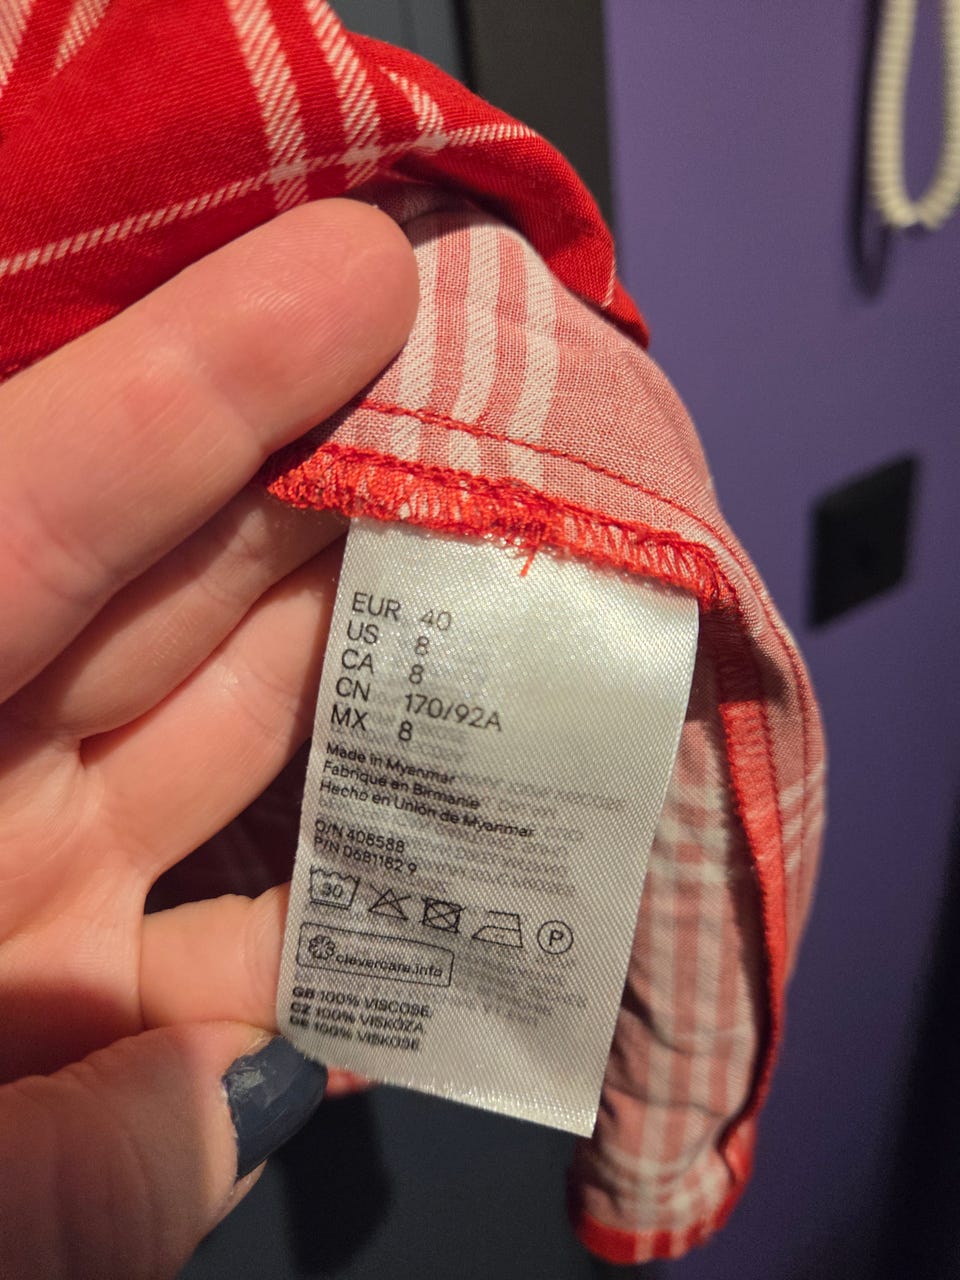 EUR 40
US 8
CA 8
CN 170/92A
MX 8
Made in Myanmar
Fabriqué en Birmanie
Hecho en Unión de Myanmar
O/N 408588
P/N 0681182 9
30
P
clevercare.info
GB 100% VISCOSE
CZ 100% VISKÓZA
DE 100% VISKOSE